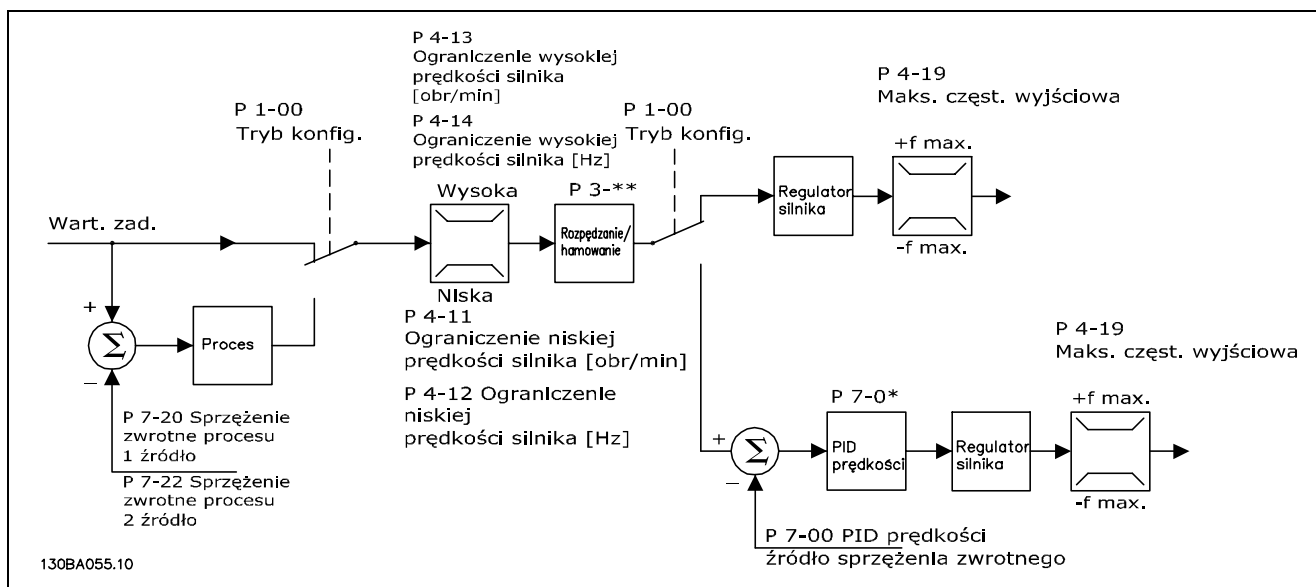 P 4-13
Ograniczenie wysoklej
prędkości silnika
[obr/min]
P 4-14
Ograniczenie wysokiej
prędkości silnika [Hz]
P 4-19
Maks. częst. wyjściowa
P 1-00
Tryb konfig.
P 1-00
Tryb konfig.
+f max.
Wysoka
P 3-**
Regulator
silnika
Wart. zad.
Rozpędzanie/
hamowanie
-f max.
NIska
+
Σ
Proces
–
P 4-11
Ograniczenie niskiej
prędkości silnika [obr/min]
P 4-12 Ograniczenle
niskiej
prędkości silnika [Hz]
P 4-19
Maks. częst. wyjściowa
P 7-20 Sprzężenie
zwrotne procesu
1 źródło
P 7-22 Sprzężenie
zwrotne procesu
2 źródło
P 7-0*
+f max.
+
Σ
–
PID
prędkości
Regulator
silnika
-f max.
P 7-00 PID prędkości
źródło sprzężenia zwrotnego
130BA055.10